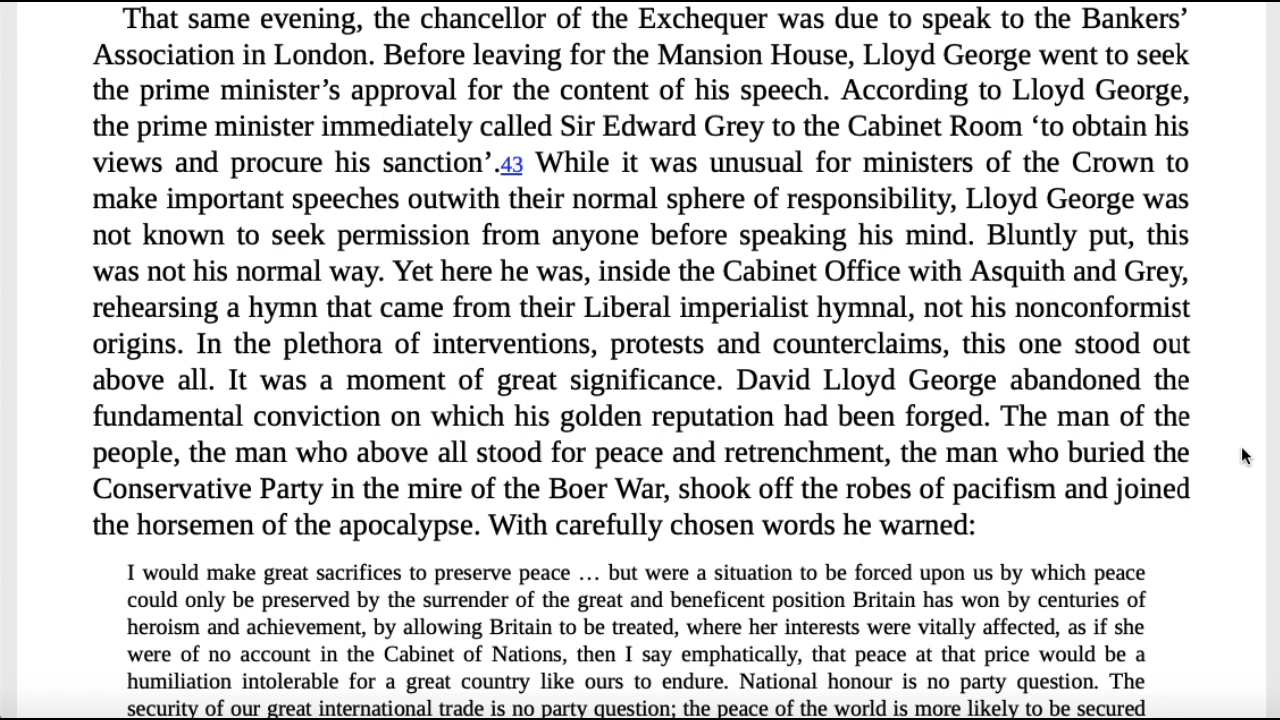 That same evening, the chancellor of the Exchequer was due to speak to the Bankers’
Association in London. Before leaving for the Mansion House, Lloyd George went to seek
the prime minister’s approval for the content of his speech. According to Lloyd George,
the prime minister immediately called Sir Edward Grey to the Cabinet Room ‘to obtain his
views and procure his sanction’.43 While it was unusual for ministers of the Crown to
make important speeches outwith their normal sphere of responsibility, Lloyd George was
not known to seek permission from anyone before speaking his mind. Bluntly put, this
was not his normal way. Yet here he was, inside the Cabinet Office with Asquith and Grey,
rehearsing a hymn that came from their Liberal imperialist hymnal, not his nonconformist
origins. In the plethora of interventions, protests and counterclaims, this one stood out
above all. It was a moment of great significance. David Lloyd George abandoned the
fundamental conviction on which his golden reputation had been forged. The man of the
people, the man who above all stood for peace and retrenchment, the man who buried the
Conservative Party in the mire of the Boer War, shook off the robes of pacifism and joined
the horsemen of the apocalypse. With carefully chosen words he warned:
I would make great sacrifices to preserve peace … but were a situation to be forced upon us by which peace
could only be preserved by the surrender of the great and beneficent position Britain has won by centuries of
heroism and achievement, by allowing Britain to be treated, where her interests were vitally affected, as if she
were of no account in the Cabinet of Nations, then I say emphatically, that peace at that price would be a
humiliation intolerable for a great country like ours to endure. National honour is no party question. The
security of our great international trade is no party question; the peace of the world is more likely to be secured